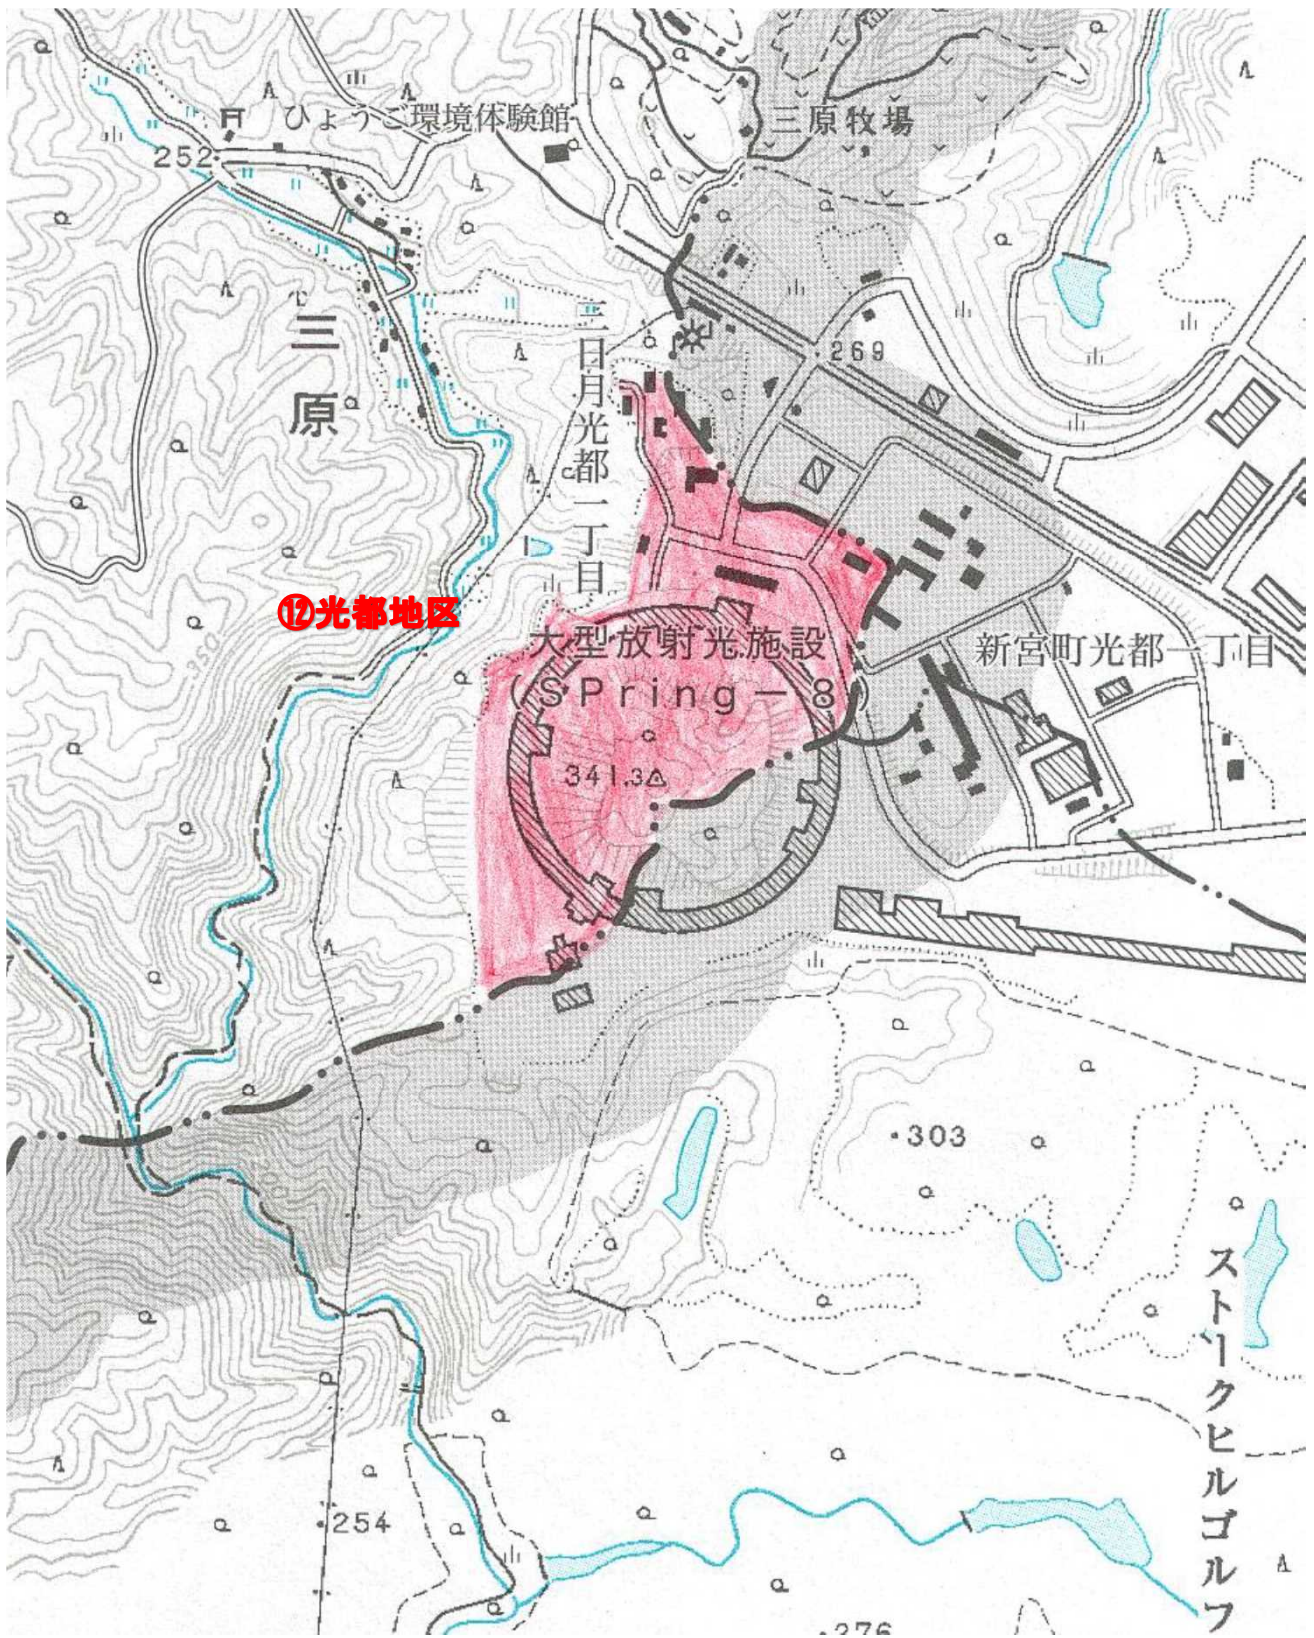 ひょうご環境体験館
三原牧場
252
三原
三日月光都一丁目
269
⑫光都地区
大型放射光施設
(SPring-8)
新宮町光都一丁目
341.3
303
ストークヒルゴルフ
254
276